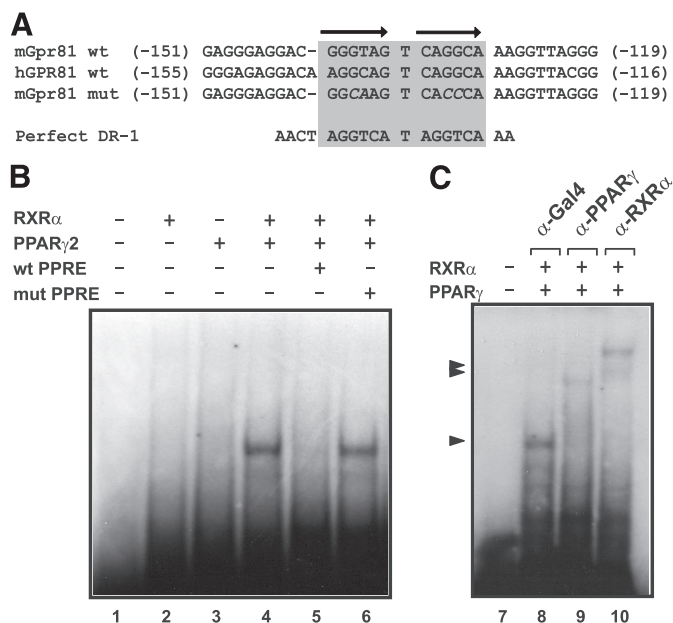 A
mGpr81 wt (-151) GAGGGAGGAC- GGGTAG T CAGGCA AAGGTTAGGG (-119)
hGPR81 wt (-155) GGGAGAGGACA AGGCAG T CAGGCA AAGGTTACGG (-116)
mGpr81 mut (-151) GAGGGAGGAC- GGCAAG T CACCCA AAGGTTAGGG (-119)
Perfect DR-1 AACT AGGTCA T AGGTCA AA
B
RXRα – + – + + +
PPARγ2 – – + + + +
wt PPRE – – – – + –
mut PPRE – – – – – +
1 2 3 4 5 6
C
α-Gal4 α-PPARγ α-RXRα
RXRα – + + +
PPARγ – + + +
7 8 9 10